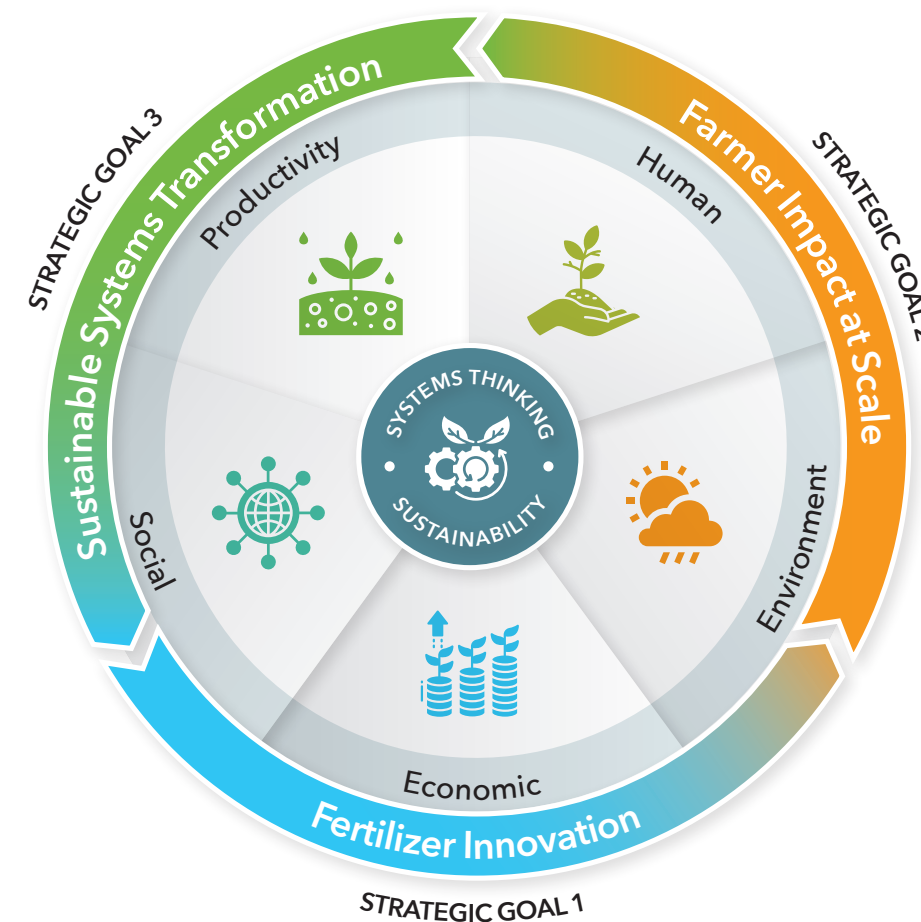 STRATEGIC GOAL 3
Sustainable Systems Transformation
Farmer Impact at Scale
STRATEGIC GOAL 2
Productivity
Human
SYSTEMS THINKING
SUSTAINABILITY
Social
Environment
Economic
Fertilizer Innovation
STRATEGIC GOAL 1